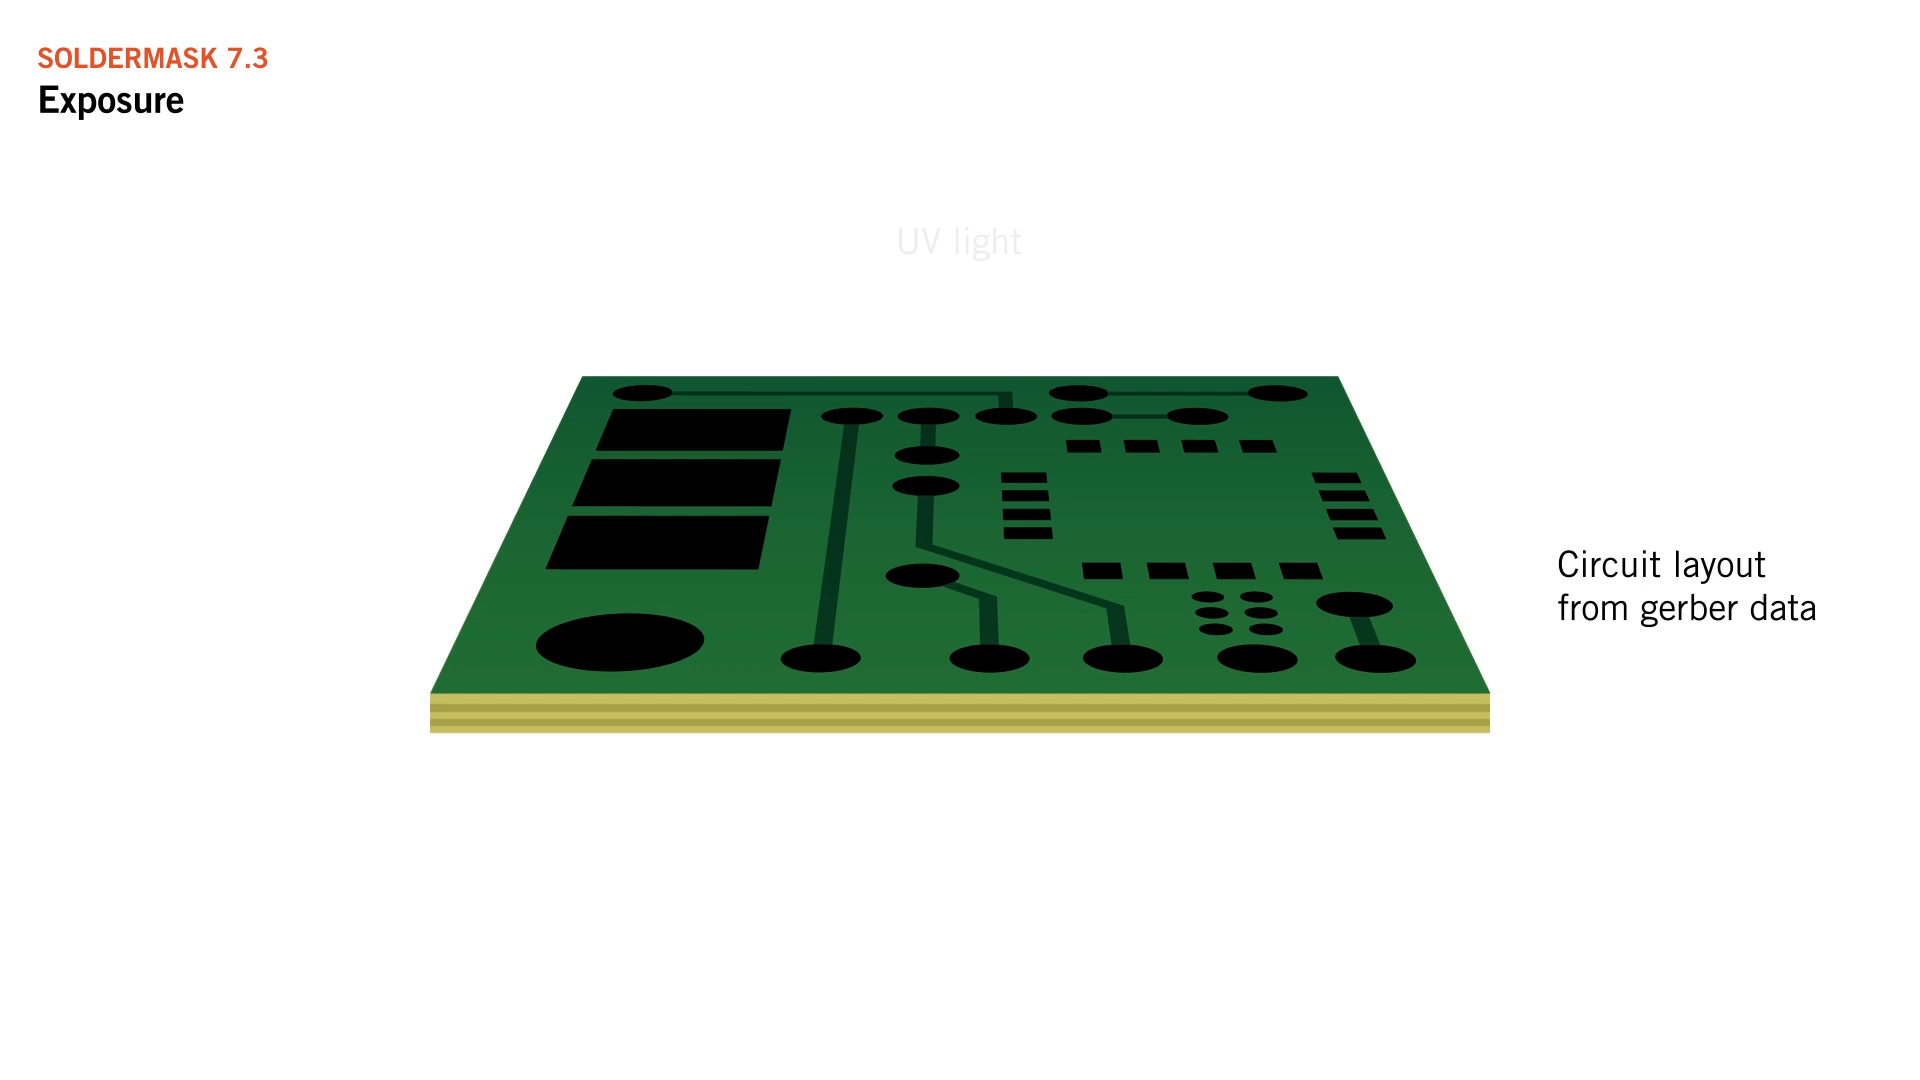 SOLDERMASK 7.3
Exposure
UV light
Circuit layout
from gerber data